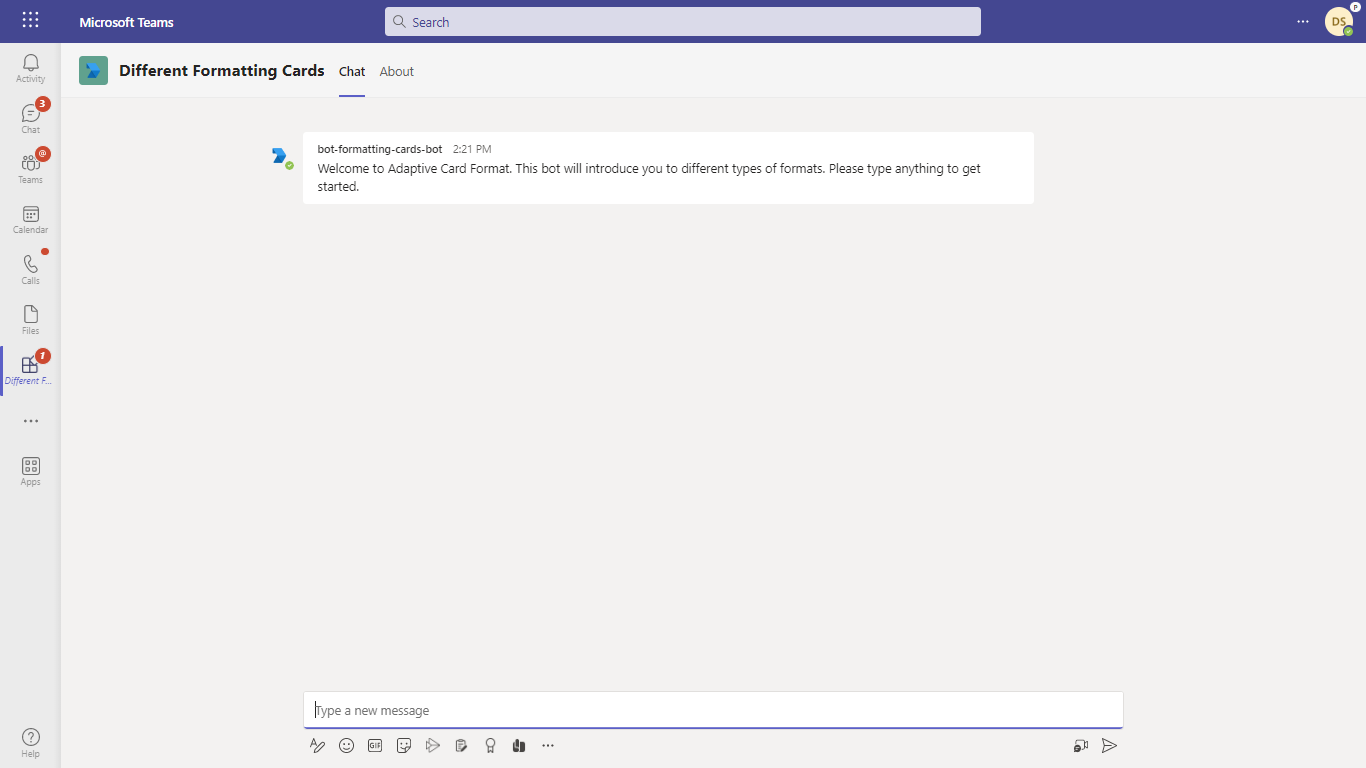 Microsoft Teams
Search
DS
P
Activity
3
Chat
@
Teams
Calendar
Calls
Files
1
Different F...
Apps
Help
Different Formatting Cards
Chat
About
bot-formatting-cards-bot 2:21 PM
Welcome to Adaptive Card Format. This bot will introduce you to different types of formats. Please type anything to get
started.
Type a new message
GIF